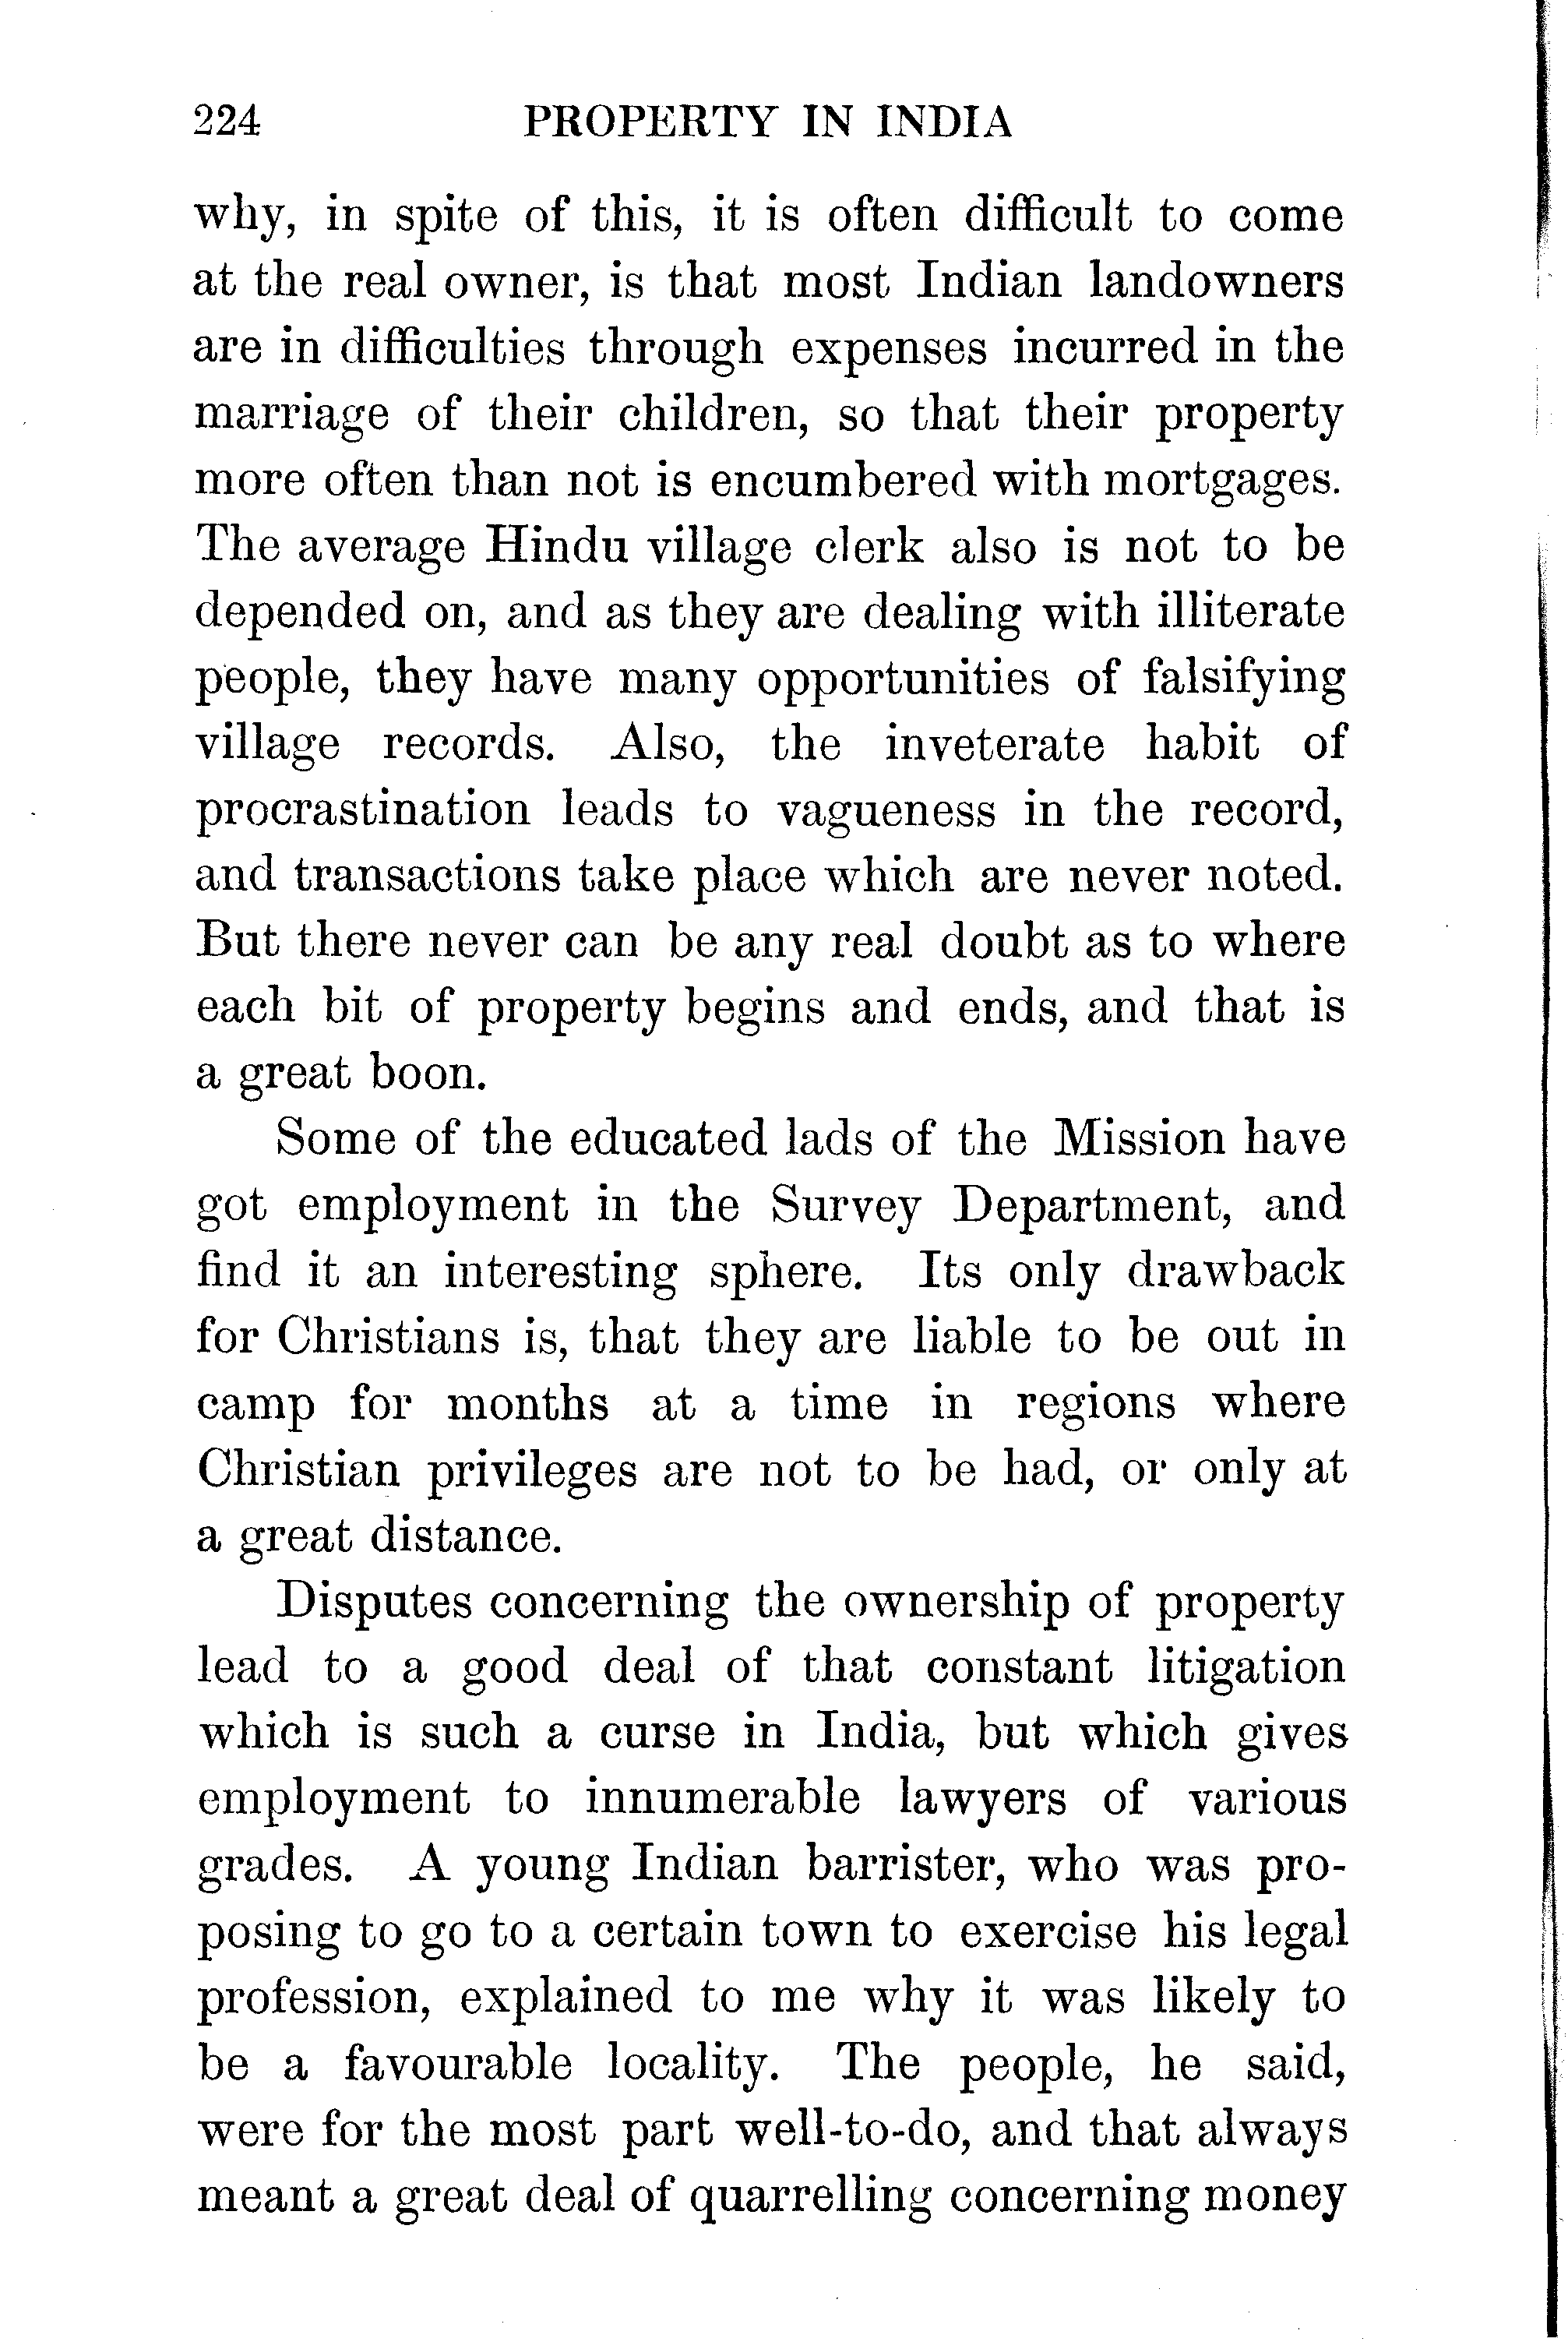 224 PROPERTY IN INDIA
why, in spite of this, it is often difficult to come
at the real owner, is that most Indian landowners
are in difficulties through expenses incurred in the
marriage of their children, so that their property
more often than not is encumbered with mortgages.
The average Hindu village clerk also is not to be
depended on, and as they are dealing with illiterate
people, they have many opportunities of falsifying
village records. Also, the inveterate habit of
procrastination leads to vagueness in the record,
and transactions take place which are never noted.
But there never can be any real doubt as to where
each bit of property begins and ends, and that is
a great boon.
Some of the educated lads of the Mission have
got employment in the Survey Department, and
find it an interesting sphere. Its only drawback
for Christians is, that they are liable to be out in
camp for months at a time in regions where
Christian privileges are not to be had, or only at
a great distance.
Disputes concerning the ownership of property
lead to a good deal of that constant litigation
which is such a curse in India, but which gives
employment to innumerable lawyers of various
grades. A young Indian barrister, who was pro-
posing to go to a certain town to exercise his legal
profession, explained to me why it was likely to
be a favourable locality. The people, he said,
were for the most part well-to-do, and that always
meant a great deal of quarrelling concerning money